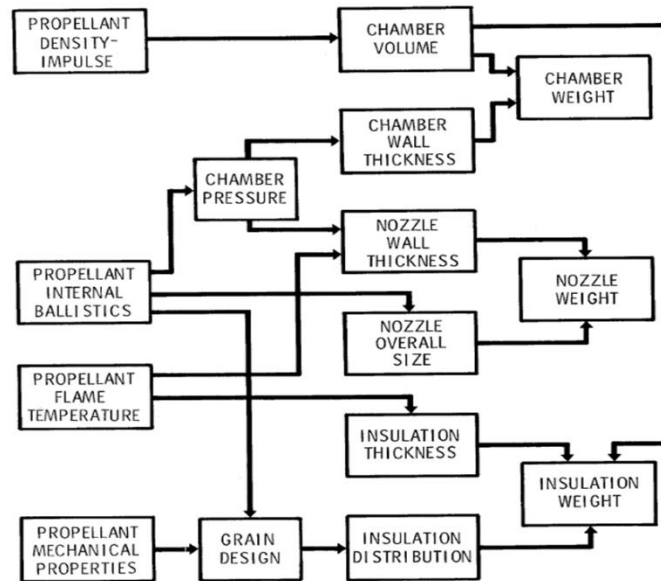 PROPELLANT
DENSITY-
IMPULSE
CHAMBER
VOLUME
CHAMBER
WEIGHT
CHAMBER
WALL
THICKNESS
CHAMBER
PRESSURE
NOZZLE
WALL
THICKNESS
PROPELLANT
INTERNAL
BALLISTICS
NOZZLE
WEIGHT
NOZZLE
OVERALL
SIZE
PROPELLANT
FLAME
TEMPERATURE
INSULATION
THICKNESS
INSULATION
WEIGHT
PROPELLANT
MECHANICAL
PROPERTIES
GRAIN
DESIGN
INSULATION
DISTRIBUTION